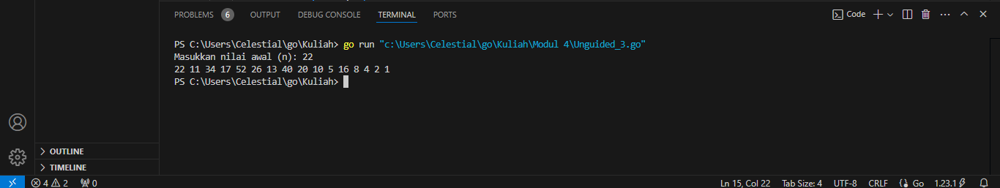 PROBLEMS 6 OUTPUT DEBUG CONSOLE TERMINAL PORTS Code
PS C:\Users\Celestial\go\Kuliah> go run "c:\Users\Celestial\go\Kuliah\Modul 4\Unguided_3.go"
Masukkan nilai awal (n): 22
22 11 34 17 52 26 13 40 20 10 5 16 8 4 2 1
PS C:\Users\Celestial\go\Kuliah>
OUTLINE
TIMELINE
4 2 0 Ln 15, Col 22 Tab Size: 4 UTF-8 CRLF Go 1.23.1